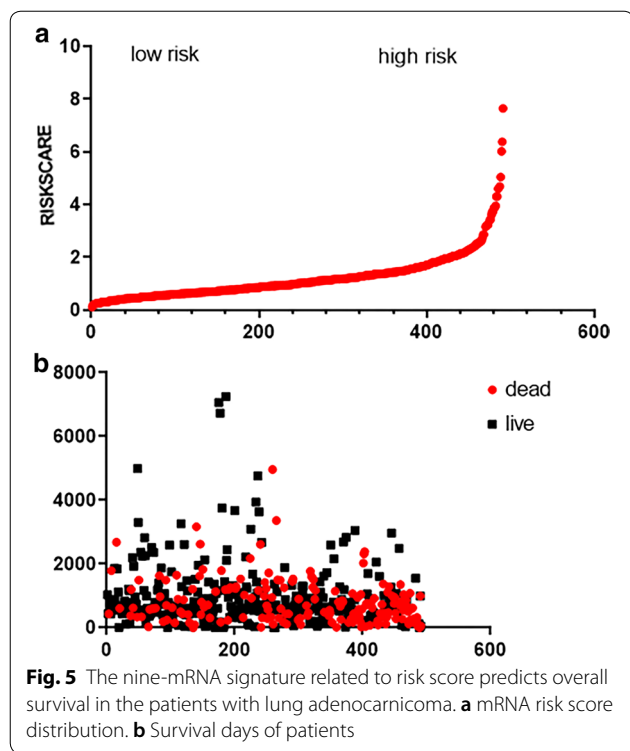 a
10
low risk
high risk
8
6
RISKSCARE
4
2
0
0
200
400
600
b
8000
dead
live
6000
4000
2000
0
0
200
400
600
Fig. 5 The nine-mRNA signature related to risk score predicts overall
survival in the patients with lung adenocarnicoma. a mRNA risk score
distribution. b Survival days of patients